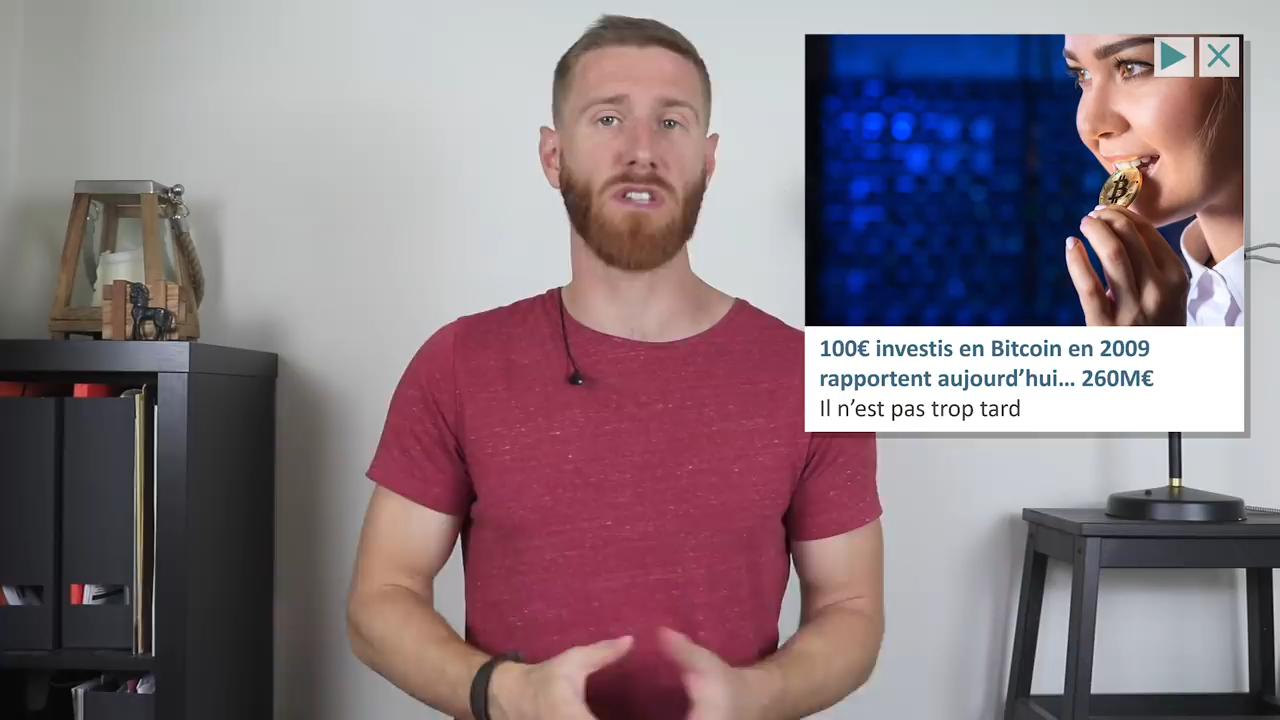 100€ investis en Bitcoin en 2009
rapportent aujourd’hui... 260M€
Il n’est pas trop tard